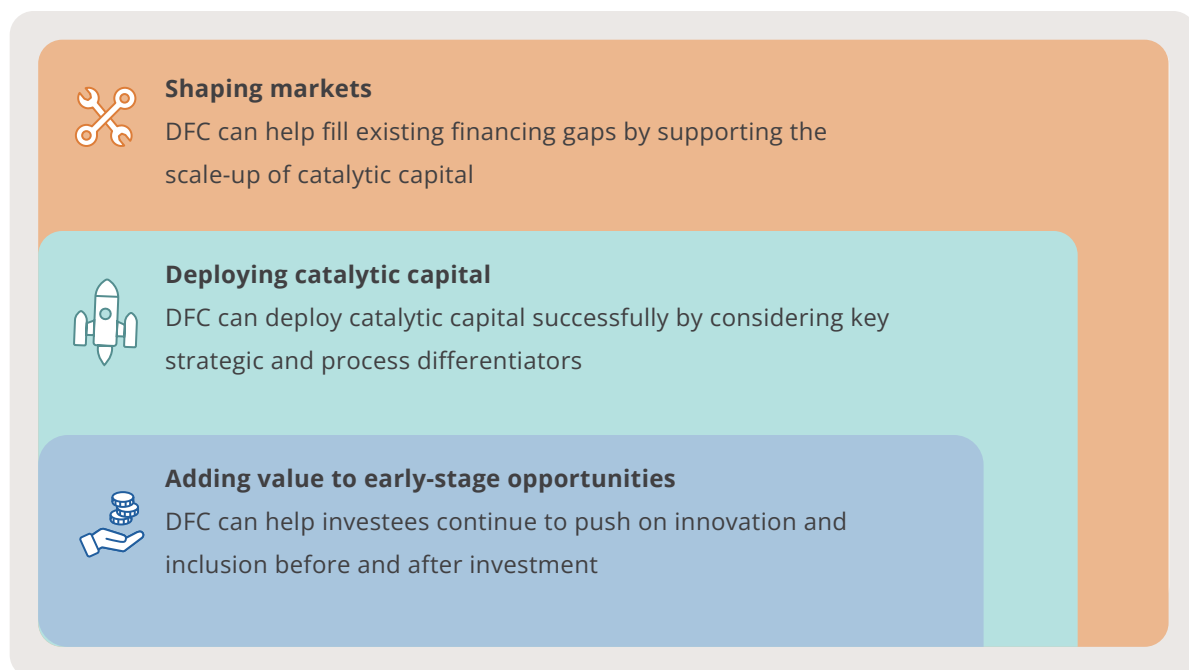 Shaping markets
DFC can help fill existing financing gaps by supporting the
scale-up of catalytic capital
Deploying catalytic capital
DFC can deploy catalytic capital successfully by considering key
strategic and process differentiators
Adding value to early-stage opportunities
DFC can help investees continue to push on innovation and
inclusion before and after investment